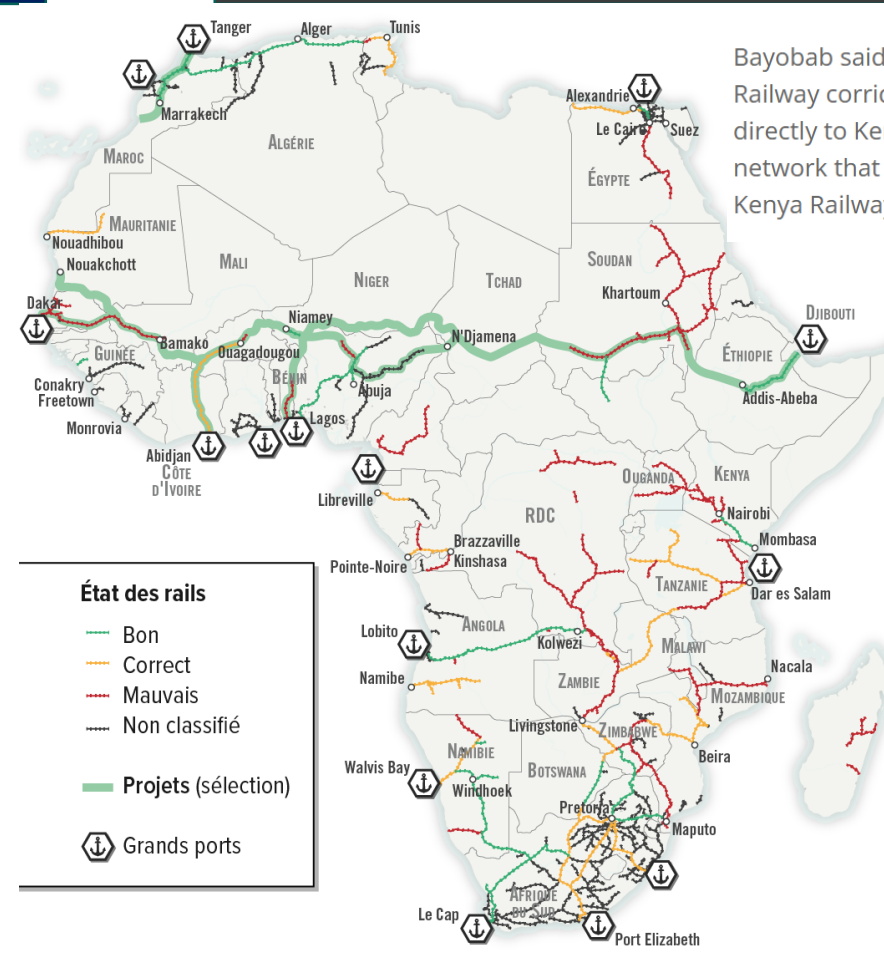 Bayobab said
Railway corrid
directly to Ke
network that
Kenya Railway
Tanger
Alger
Tunis
Marrakech
MAROC
ALGÉRIE
Alexandrie
Le Caire
Suez
ÉGYPTE
MAURITANIE
Nouadhibou
Nouakchott
MALI
NIGER
TCHAD
SOUDAN
Khartoum
DJIBOUTI
Dakar
Niamey
N'Djamena
Bamako
Ouagadougou
GUINÉE
BÉNIN
ÉTHIOPIE
Conakry
Freetown
Abuja
Addis-Abeba
Monrovia
Lagos
Abidjan
CÔTE
D'IVOIRE
Libreville
RDC
OUGANDA
KENYA
Nairobi
Brazzaville
Kinshasa
Mombasa
Pointe-Noire
TANZANIE
Dar es Salam
État des rails
Bon
Correct
Mauvais
Non classifié
Projets (sélection)
Grands ports
Lobito
ANGOLA
Kolwezi
MALAWI
Nacala
Namibe
ZAMBIE
MOZAMBIQUE
Livingstone
ZIMBABWE
NAMIBIE
Beira
Walvis Bay
BOTSWANA
Windhoek
Pretoria
Maputo
AFRIQUE
DU SUD
Le Cap
Port Elizabeth